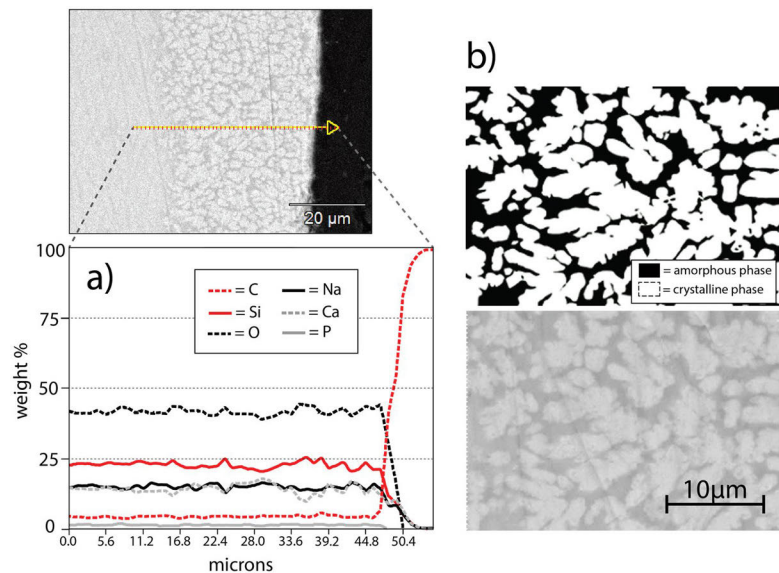 20 µm
a)
100
75
50
25
0
weight %
= C
= Na
= Si
= Ca
= O
= P
0.0 5.6 11.2 16.8 22.4 28.0 33.6 39.2 44.8 50.4
microns
b)
= amorphous phase
= crystalline phase
10µm